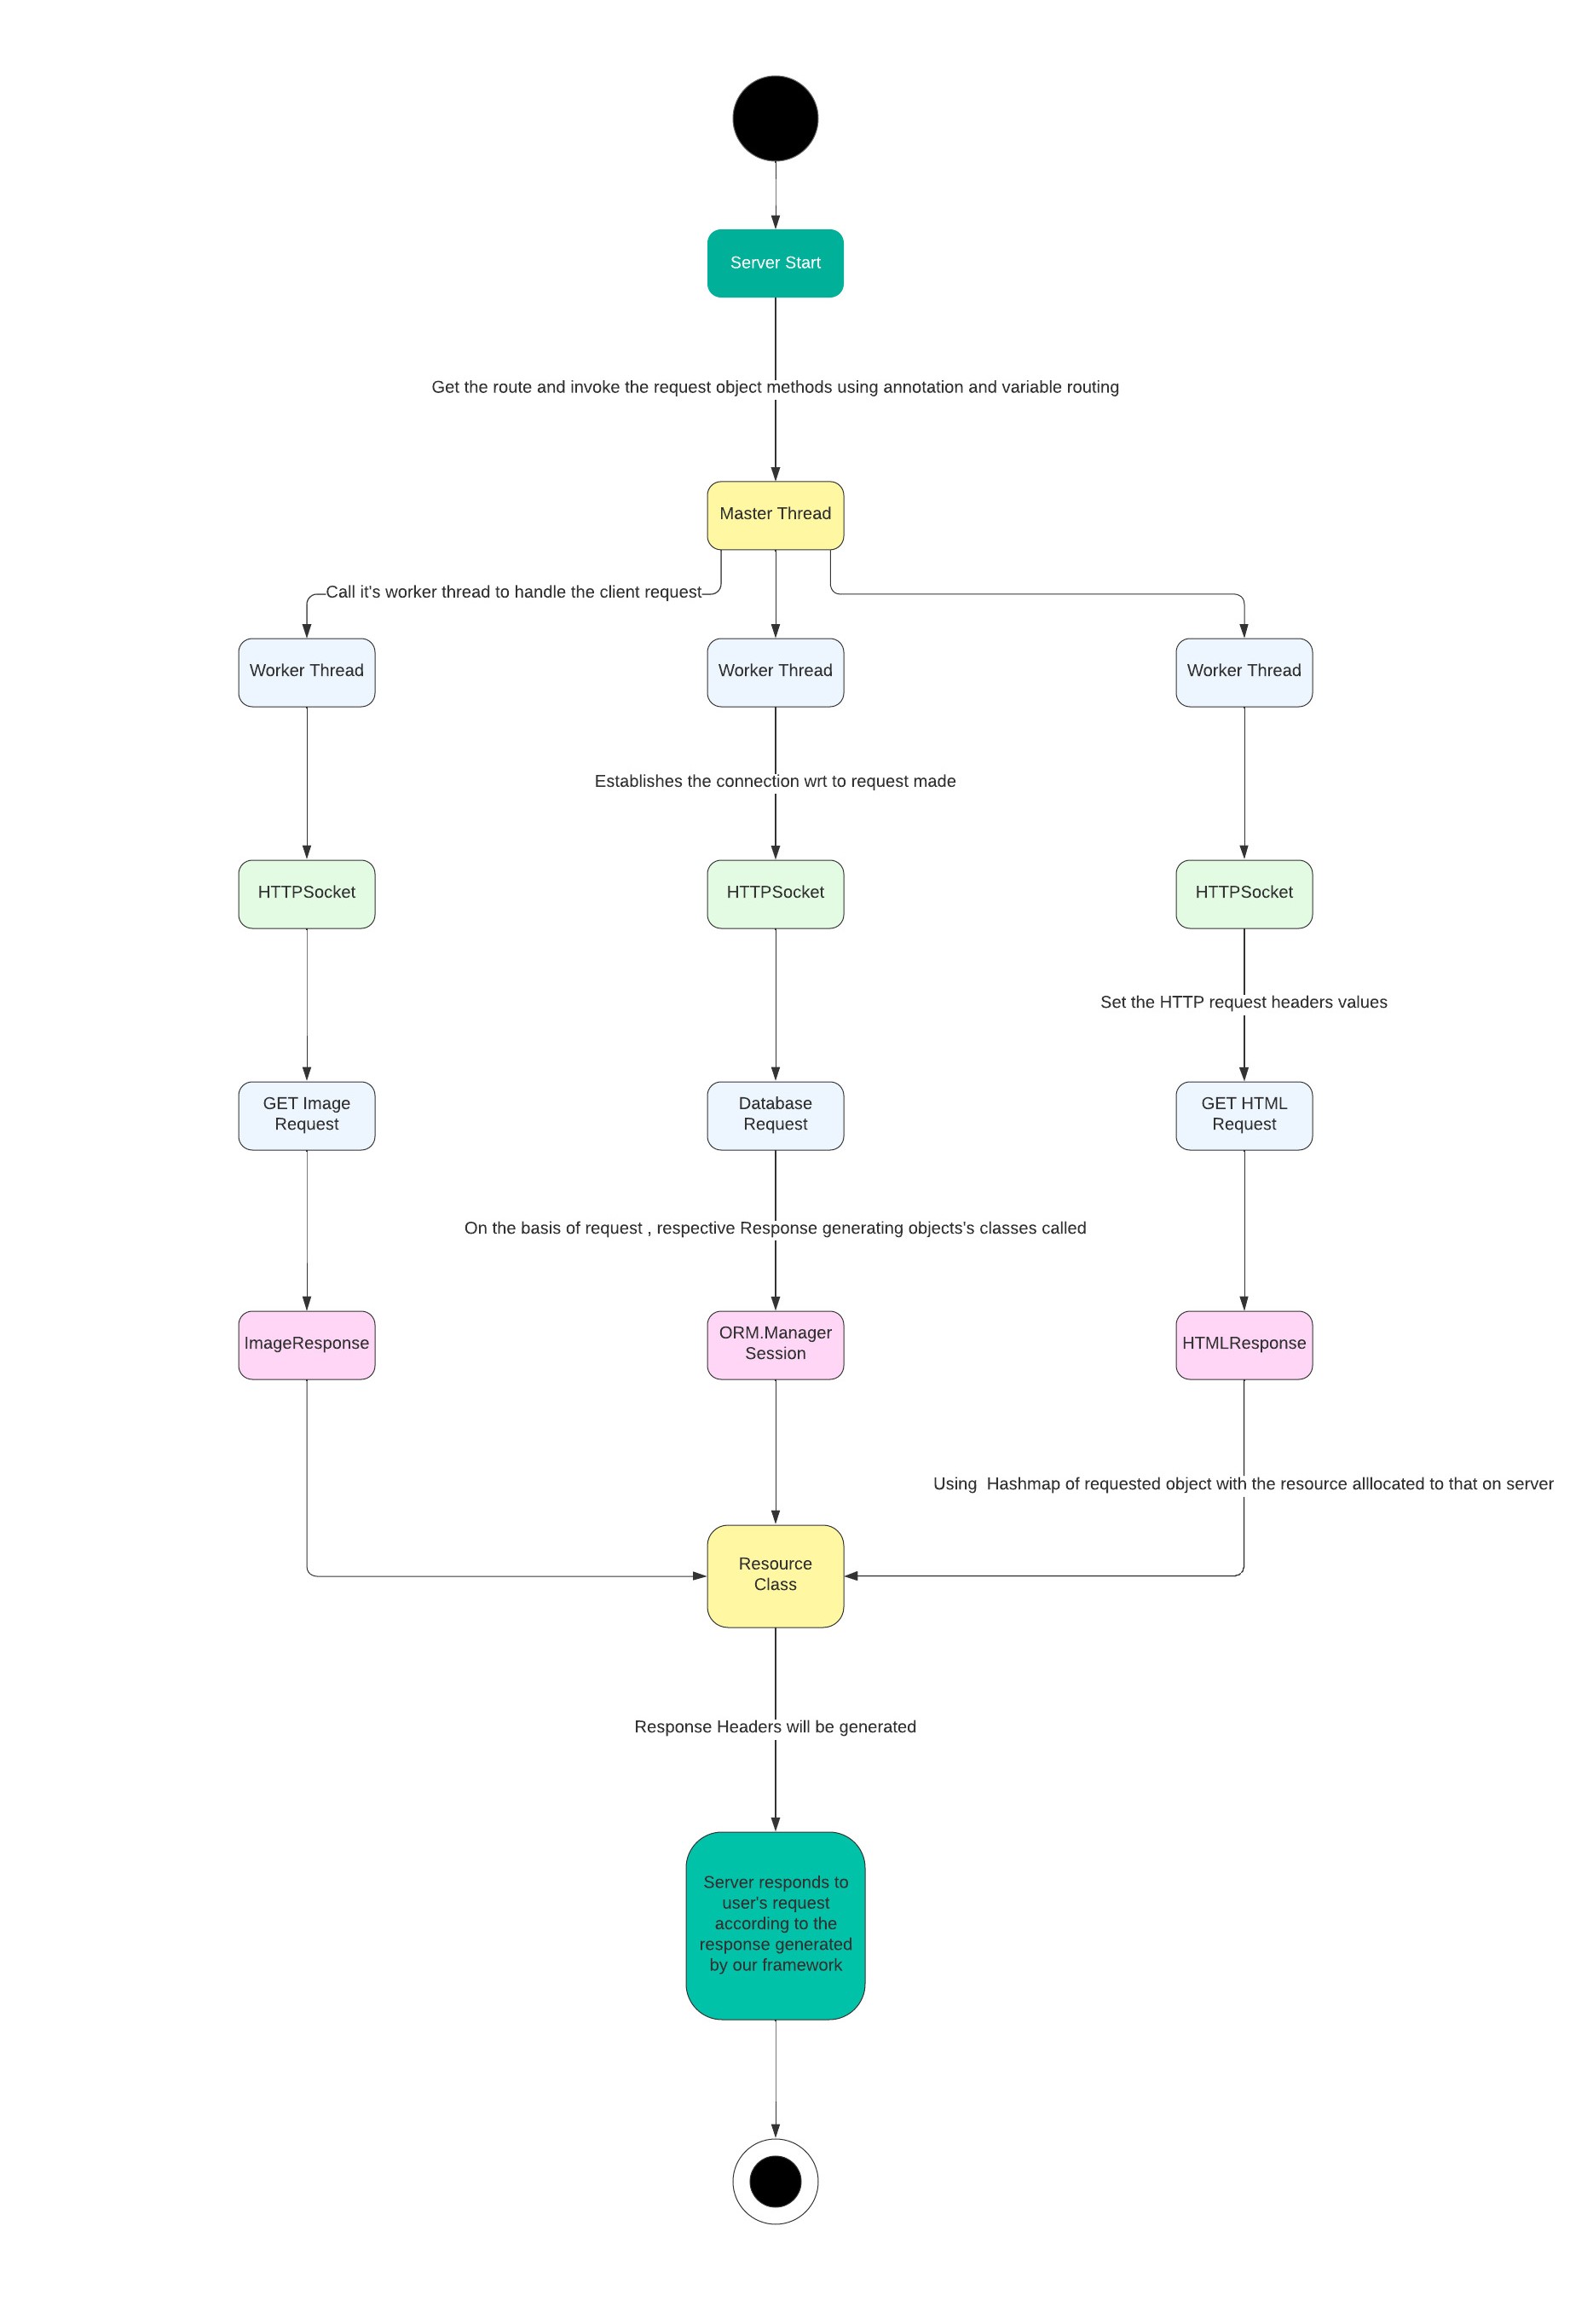 Server Start
Get the route and invoke the request object methods using annotation and variable routing
Master Thread
Call it's worker thread to handle the client request
Worker Thread
Worker Thread
Worker Thread
Establishes the connection wrt to request made
HTTPSocket
HTTPSocket
HTTPSocket
Set the HTTP request headers values
GET Image
Request
Database
Request
GET HTML
Request
On the basis of request , respective Response generating objects's classes called
ImageResponse
ORM.Manager
Session
HTMLResponse
Using  Hashmap of requested object with the resource alllocated to that on server
Resource
Class
Response Headers will be generated
Server responds to
user's request
according to the
response generated
by our framework